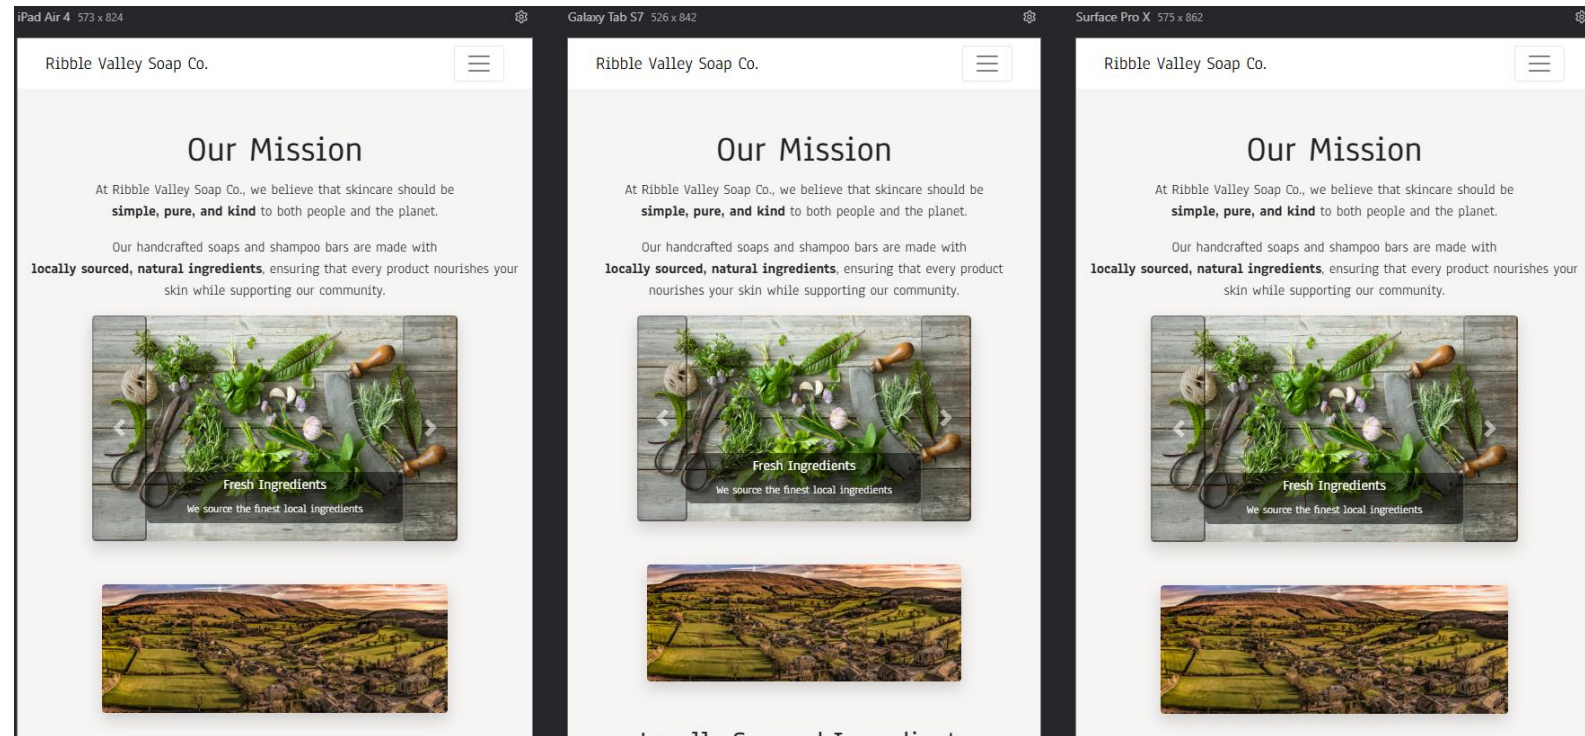 iPad Air 4 573 x 824
Ribble Valley Soap Co.
Our Mission
At Ribble Valley Soap Co., we believe that skincare should be
simple, pure, and kind to both people and the planet.
Our handcrafted soaps and shampoo bars are made with
locally sourced, natural ingredients, ensuring that every product nourishes your
skin while supporting our community.
Fresh Ingredients
We source the finest local ingredients
Galaxy Tab S7 526 x 842
Ribble Valley Soap Co.
Our Mission
At Ribble Valley Soap Co., we believe that skincare should be
simple, pure, and kind to both people and the planet.
Our handcrafted soaps and shampoo bars are made with
locally sourced, natural ingredients, ensuring that every product
nourishes your skin while supporting our community.
Fresh Ingredients
We source the finest local ingredients
Surface Pro X 575 x 862
Ribble Valley Soap Co.
Our Mission
At Ribble Valley Soap Co., we believe that skincare should be
simple, pure, and kind to both people and the planet.
Our handcrafted soaps and shampoo bars are made with
locally sourced, natural ingredients, ensuring that every product nourishes your
skin while supporting our community.
Fresh Ingredients
We source the finest local ingredients